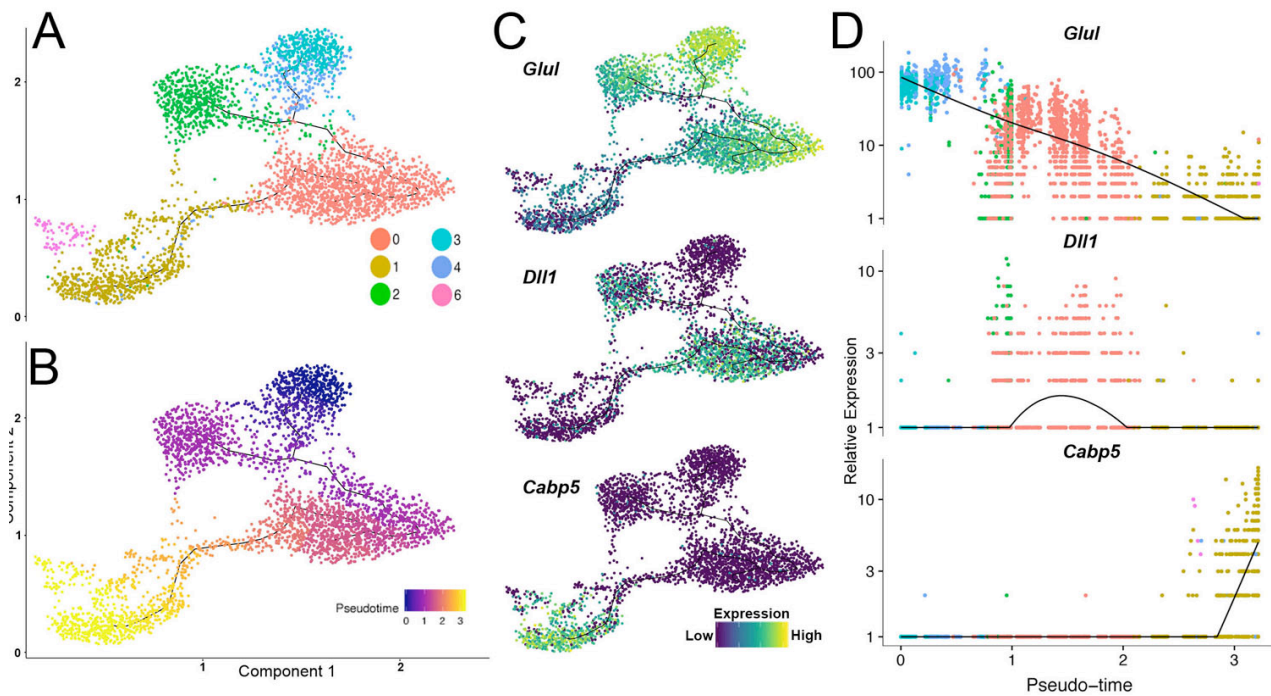 A
2
1
0
0
3
1
4
2
6
B
2
1
0
Component 2
Pseudotime
0 1 2 3
1 2
Component 1
C
Glul
Dll1
Cabp5
Expression
Low High
D
Glul
100
10
1
Dll1
10
3
1
Cabp5
10
3
1
Relative Expression
0 1 2 3
Pseudo-time